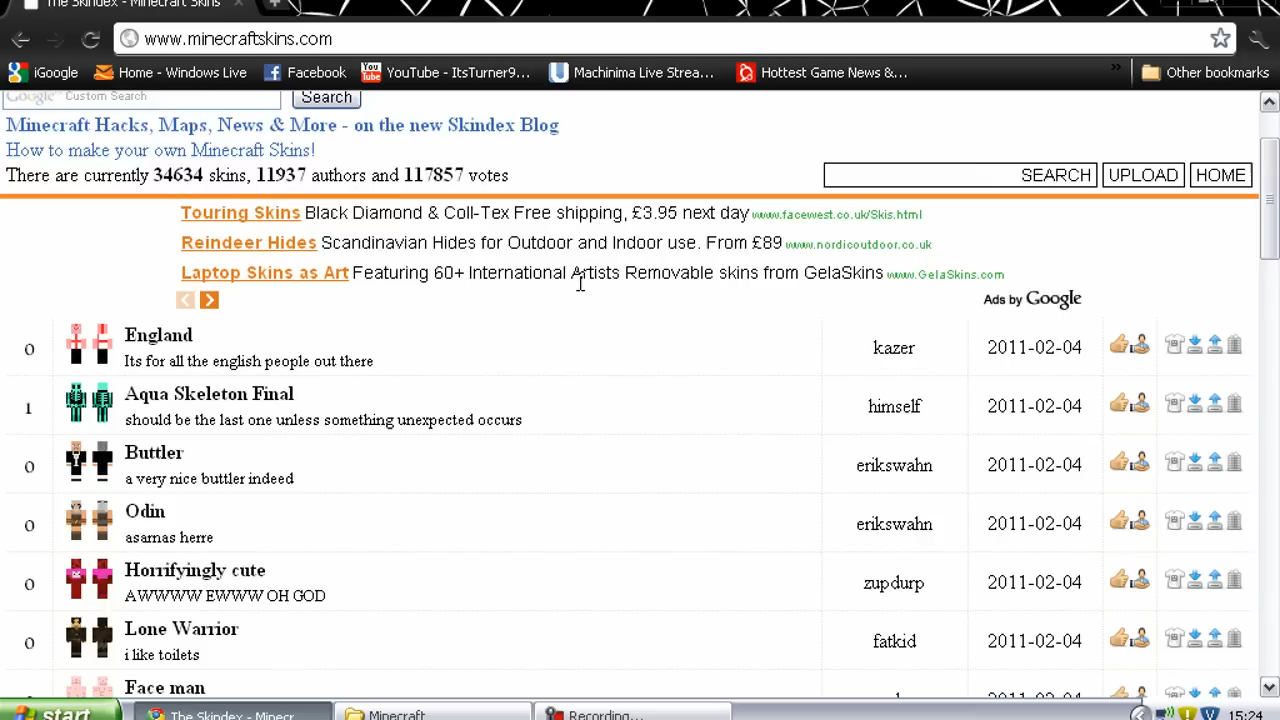 The Skindex - Minecraft Skins
www.minecraftskins.com
iGoogle Home - Windows Live Facebook You Tube YouTube - ItsTurner9... Machinima Live Strea... Hottest Game News &... » Other bookmarks
Google Custom Search Search
Minecraft Hacks, Maps, News & More - on the new Skindex Blog
How to make your own Minecraft Skins!
There are currently 34634 skins, 11937 authors and 117857 votes SEARCH UPLOAD HOME
Touring Skins Black Diamond & Coll-Tex Free shipping, £3.95 next day www.facewest.co.uk/Skis.html
Reindeer Hides Scandinavian Hides for Outdoor and Indoor use. From £89 www.nordicoutdoor.co.uk
Laptop Skins as Art Featuring 60+ International Artists Removable skins from GelaSkins www.GelaSkins.com
Ads by Google
England
0 kazer 2011-02-04
Its for all the english people out there
Aqua Skeleton Final
1 himself 2011-02-04
should be the last one unless something unexpected occurs
Buttler
0 erikswahn 2011-02-04
a very nice buttler indeed
Odin
0 erikswahn 2011-02-04
asamas herre
Horrifyingly cute
0 zupdurp 2011-02-04
AWWWW EWWW OH GOD
Lone Warrior
0 fatkid 2011-02-04
i like toilets
Face man
start The Skindex - Minecr... Minecraft Recording... 15:24